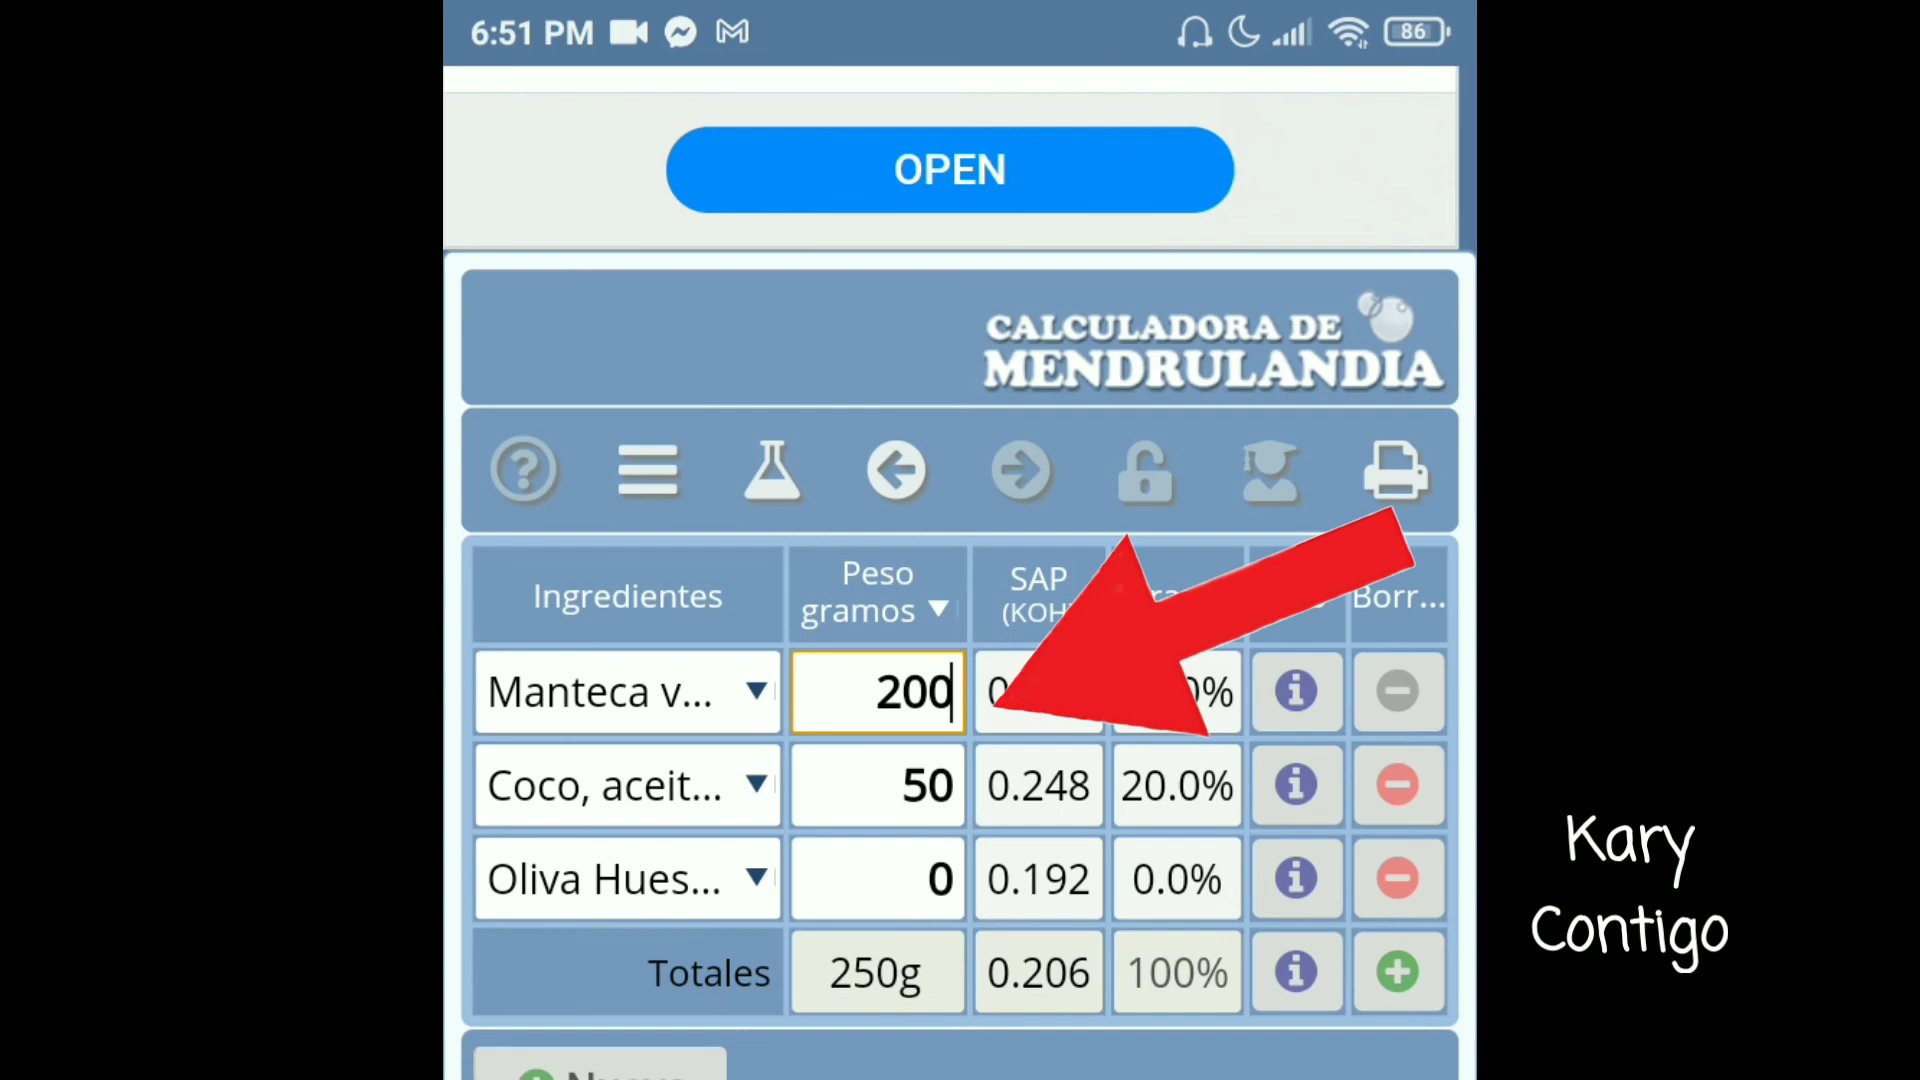 6:51 PM
86
OPEN
CALCULADORA DE
MENDRULANDIA
Ingredientes
Peso
gramos
SAP
(KOH
Borr...
Manteca v...
200
Coco, aceit...
50
0.248
20.0%
Oliva Hues...
0
0.192
0.0%
Totales
250g
0.206
100%
Kary
Contigo